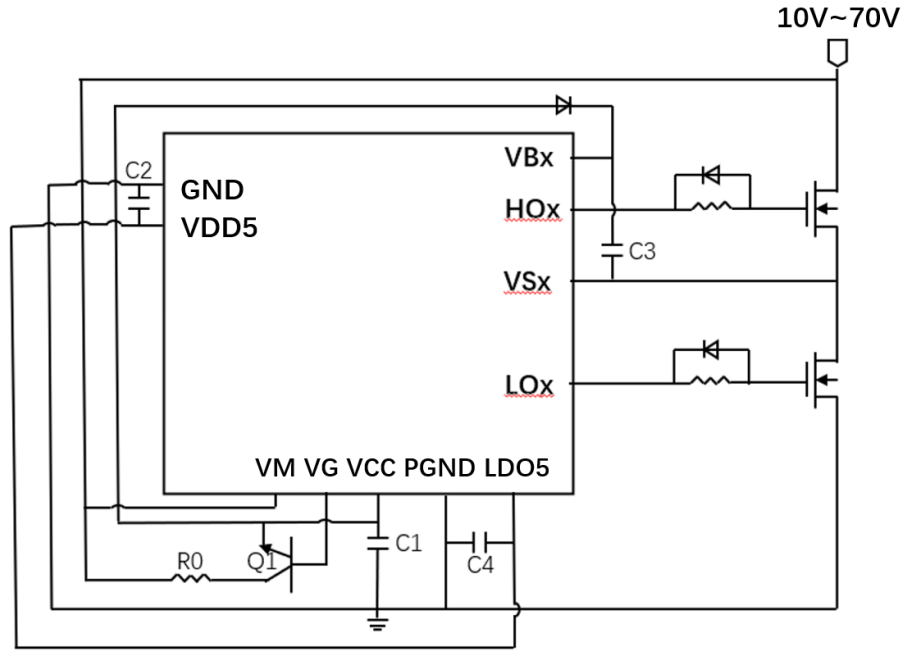 10V~70V
C2
VBx
GND
HOx
VDD5
C3
VSx
LOx
VM VG VCC PGND LDO5
C1
R0
Q1
C4